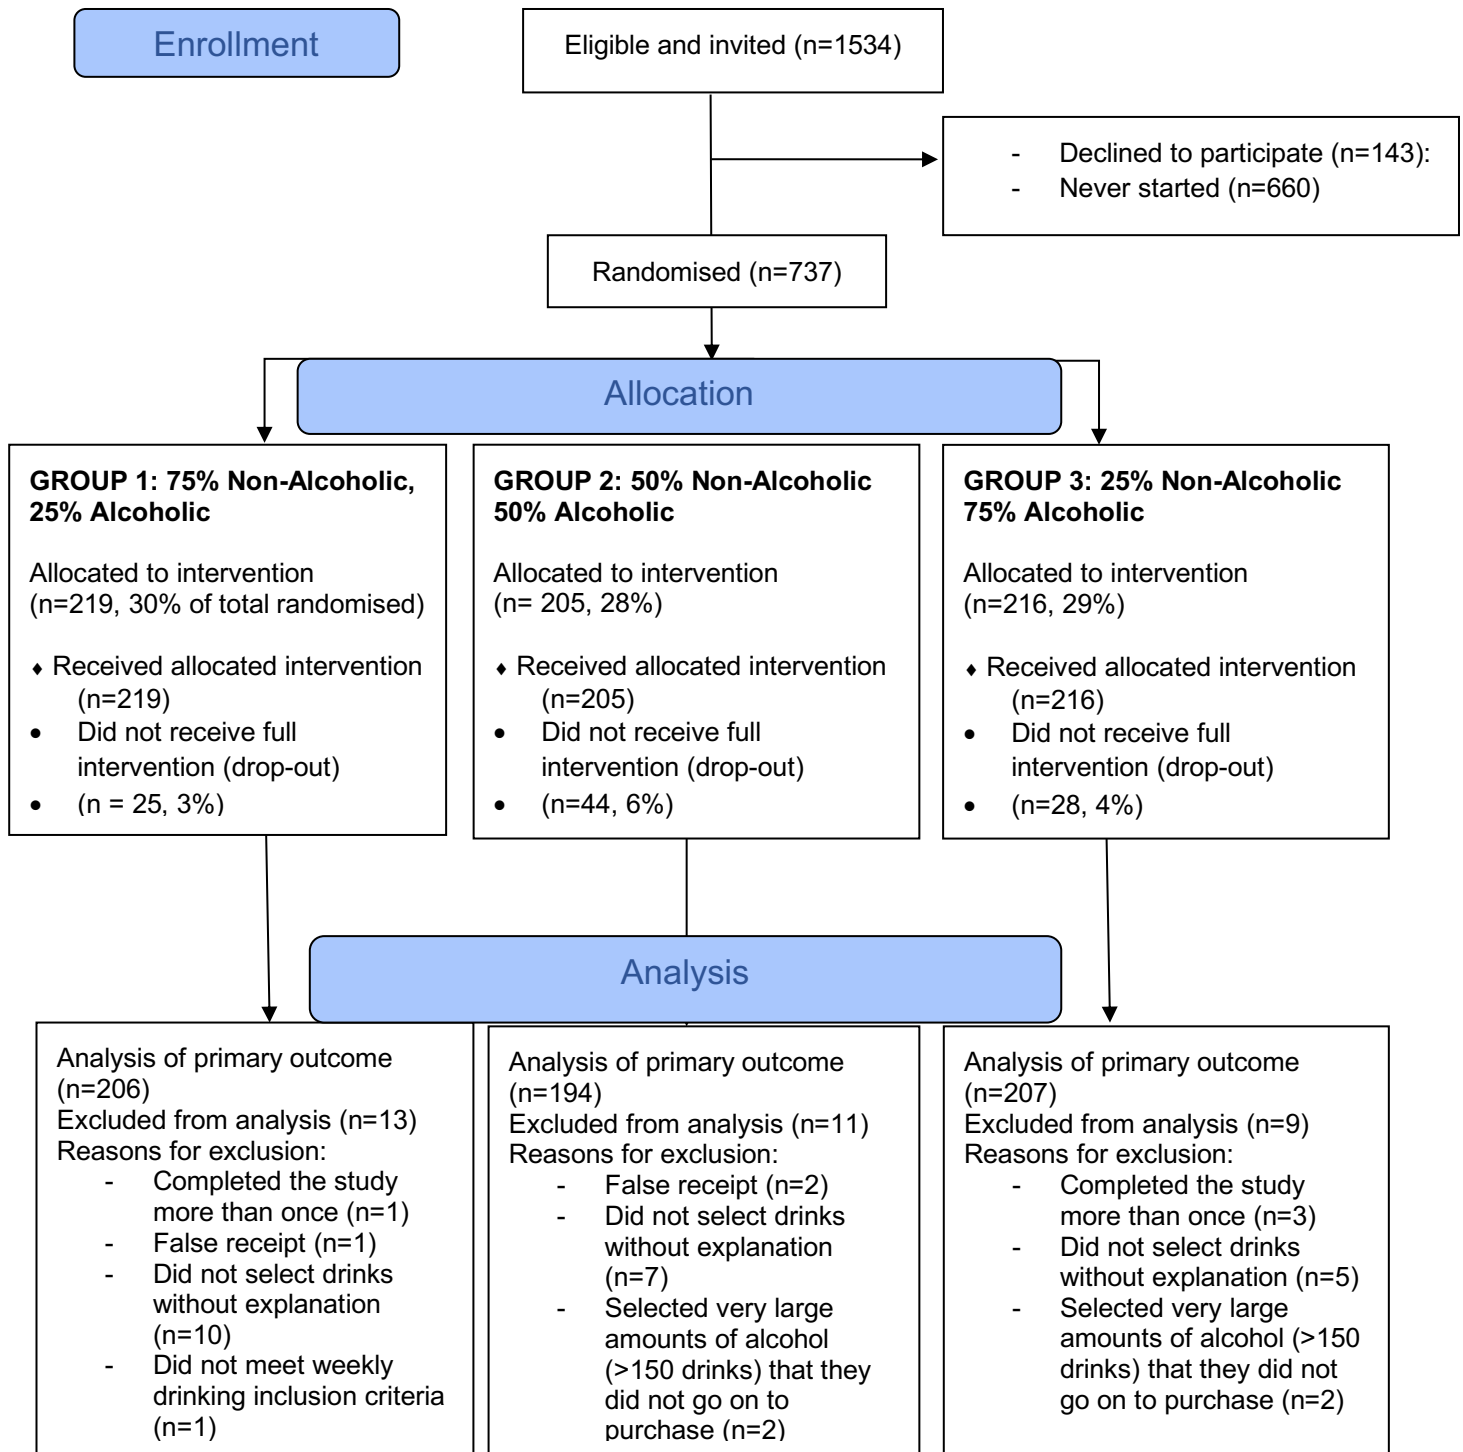 Enrollment
Eligible and invited (n=1534)
- Declined to participate (n=143):
- Never started (n=660)
Randomised (n=737)
Allocation
GROUP 1: 75% Non-Alcoholic,
25% Alcoholic
Allocated to intervention
(n=219, 30% of total randomised)
♦ Received allocated intervention
(n=219)
• Did not receive full
intervention (drop-out)
• (n = 25, 3%)
GROUP 2: 50% Non-Alcoholic
50% Alcoholic
Allocated to intervention
(n= 205, 28%)
♦ Received allocated intervention
(n=205)
• Did not receive full
intervention (drop-out)
• (n=44, 6%)
GROUP 3: 25% Non-Alcoholic
75% Alcoholic
Allocated to intervention
(n=216, 29%)
♦ Received allocated intervention
(n=216)
• Did not receive full
intervention (drop-out)
• (n=28, 4%)
Analysis
Analysis of primary outcome
(n=206)
Excluded from analysis (n=13)
Reasons for exclusion:
- Completed the study
more than once (n=1)
- False receipt (n=1)
- Did not select drinks
without explanation
(n=10)
- Did not meet weekly
drinking inclusion criteria
(n=1)
Analysis of primary outcome
(n=194)
Excluded from analysis (n=11)
Reasons for exclusion:
- False receipt (n=2)
- Did not select drinks
without explanation
(n=7)
- Selected very large
amounts of alcohol
(>150 drinks) that they
did not go on to
purchase (n=2)
Analysis of primary outcome
(n=207)
Excluded from analysis (n=9)
Reasons for exclusion:
- Completed the study
more than once (n=3)
- Did not select drinks
without explanation (n=5)
- Selected very large
amounts of alcohol (>150
drinks) that they did not
go on to purchase (n=2)